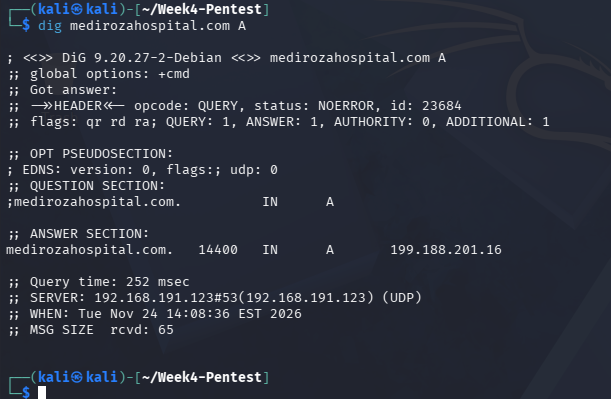 ┌──(kali㉿kali)-[~/Week4-Pentest]
└─$ dig medirozahospital.com A

; <<>> DiG 9.20.27-2-Debian <<>> medirozahospital.com A
;; global options: +cmd
;; Got answer:
;; ->>HEADER<<- opcode: QUERY, status: NOERROR, id: 23684
;; flags: qr rd ra; QUERY: 1, ANSWER: 1, AUTHORITY: 0, ADDITIONAL: 1

;; OPT PSEUDOSECTION:
; EDNS: version: 0, flags:; udp: 0
;; QUESTION SECTION:
;medirozahospital.com. IN A

;; ANSWER SECTION:
medirozahospital.com. 14400 IN A 199.188.201.16

;; Query time: 252 msec
;; SERVER: 192.168.191.123#53(192.168.191.123) (UDP)
;; WHEN: Tue Nov 24 14:08:36 EST 2026
;; MSG SIZE rcvd: 65

┌──(kali㉿kali)-[~/Week4-Pentest]
└─$